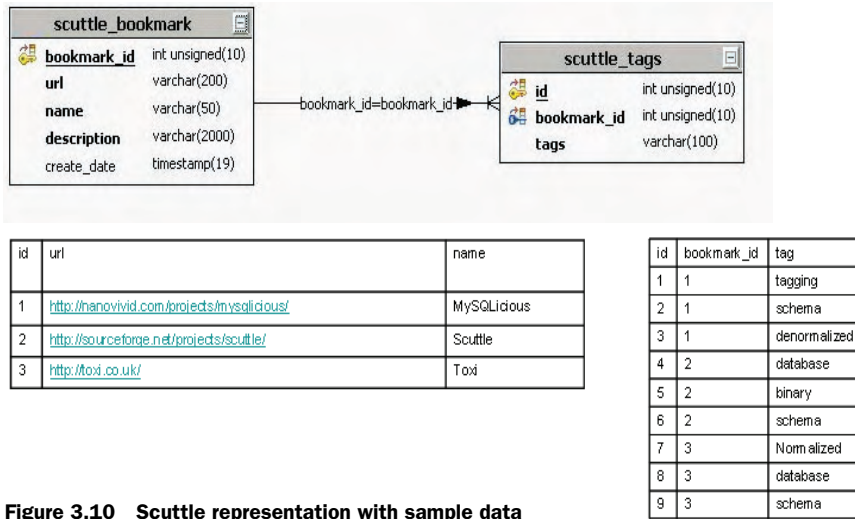 scuttle_bookmark
bookmark_id int unsigned(10)
url varchar(200)
name varchar(50)
description varchar(2000)
create_date timestamp(19)
bookmark_id=bookmark_id
scuttle_tags
id int unsigned(10)
bookmark_id int unsigned(10)
tags varchar(100)
id url name
1 http://nanovivid.com/projects/mysqlicious/ MySQLicious
2 http://sourceforge.net/projects/scuttle/ Scuttle
3 http://toxi.co.uk/ Toxi
id bookmark_id tag
1 1 tagging
2 1 schema
3 1 denormalized
4 2 database
5 2 binary
6 2 schema
7 3 Normalized
8 3 database
9 3 schema
Figure 3.10 Scuttle representation with sample data